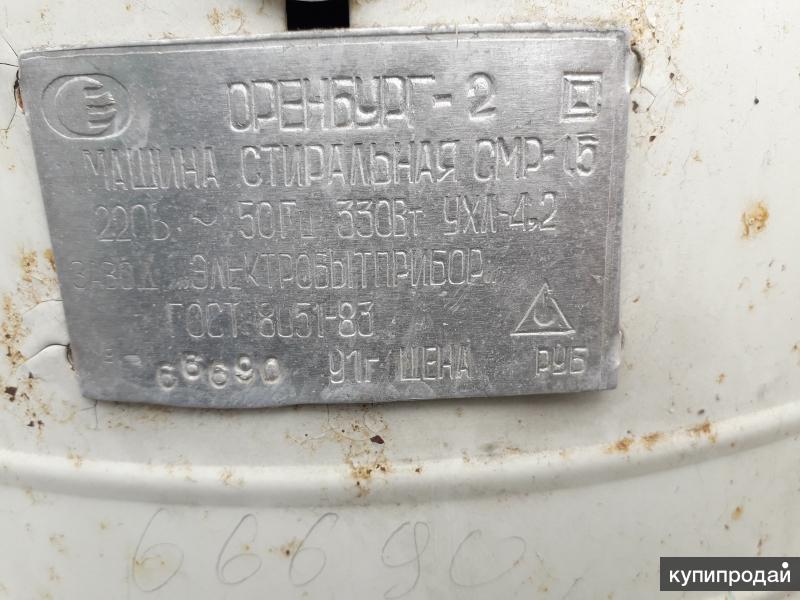 ОРЕНБУРГ-2
МАШИНА СТИРАЛЬНАЯ СМР-1,5
220В ~ 50Гц 330Вт УХЛ-4,2
ЗАВОД „ЭЛЕКТРОБЫТПРИБОР"
ГОСТ 8051-83
66690 91г ЦЕНА РУБ
66690
купипродай